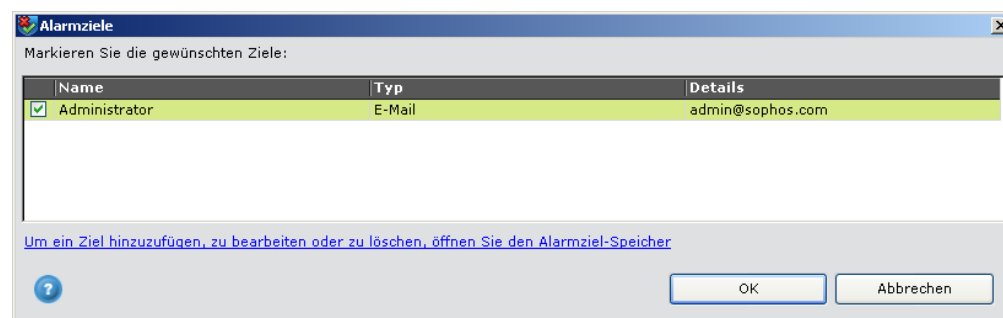 Alarmziele
Markieren Sie die gewünschten Ziele:
Name Typ Details
Administrator E-Mail admin@sophos.com
Um ein Ziel hinzuzufügen, zu bearbeiten oder zu löschen, öffnen Sie den Alarmziel-Speicher
? OK Abbrechen